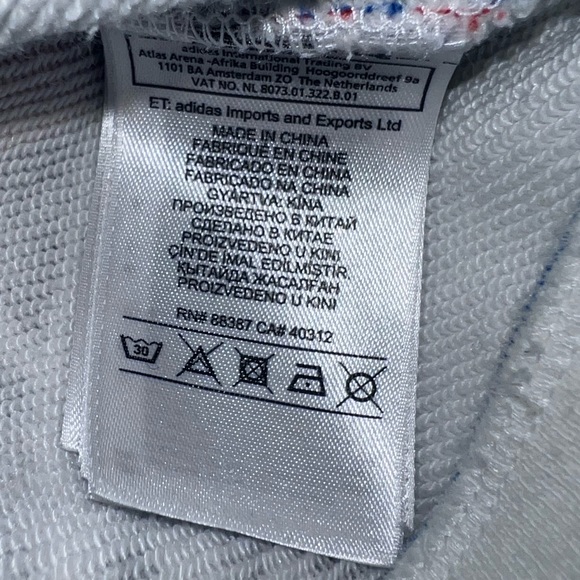 adidas International Trading BV
Atlas Arena -Afrika Building Hoogoorddreef 9a
1101 BA Amsterdam ZO The Netherlands
VAT NO. NL 8073.01.322.B.01
ET: adidas Imports and Exports Ltd
MADE IN CHINA
FABRIQUÉ EN CHINE
FABRICADO EN CHINA
FABRICADO NA CHINA
GYÁRTVA: KÍNA
ПРОИЗВЕДЕНО В КИТАЙ
СДЕЛАНО В КИТАЕ
PROIZVEDENO U KINI
ÇİN'DE İMAL EDİLMİŞTİR.
ҚЫТАЙДА ЖАСАЛҒАН
PROIZVEDENO U KINI
RN# 88387 CA# 40312
30